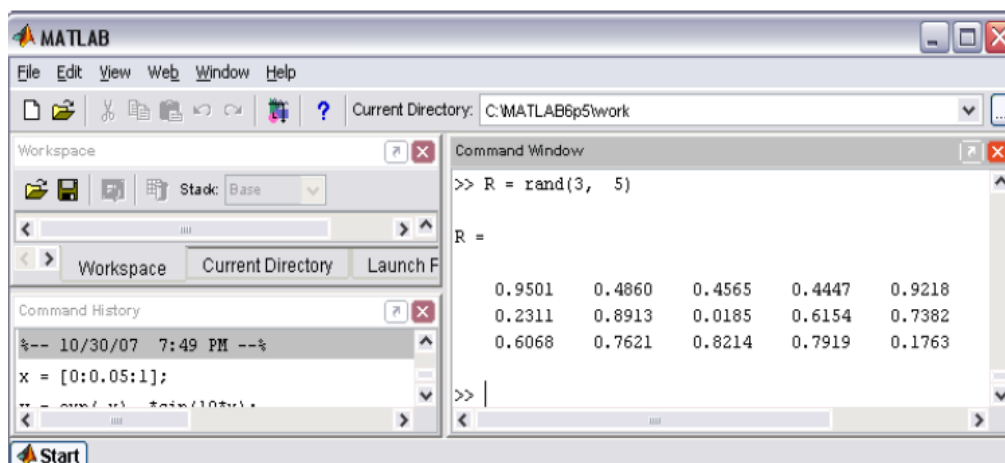 MATLAB
File Edit View Web Window Help
? Current Directory: C:\MATLAB6p5\work ...
Workspace
Stack: Base
Workspace Current Directory Launch
Command History
%-- 10/30/07 7:49 PM --%
x = [0:0.05:1];
Command Window
>> R = rand(3, 5)
R =
0.9501 0.4860 0.4565 0.4447 0.9218
0.2311 0.8913 0.0185 0.6154 0.7382
0.6068 0.7621 0.8214 0.7919 0.1763
>>
Start